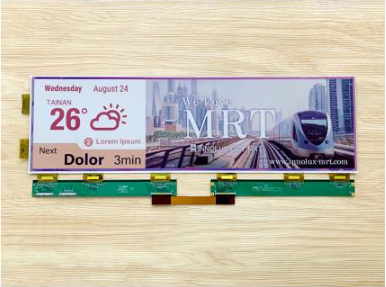 Wednesday August 24
TAINAN
26°
2 Lorem Ipsum
Next Dolor 3min
We Love
MRT
www.innolux-mrt.com